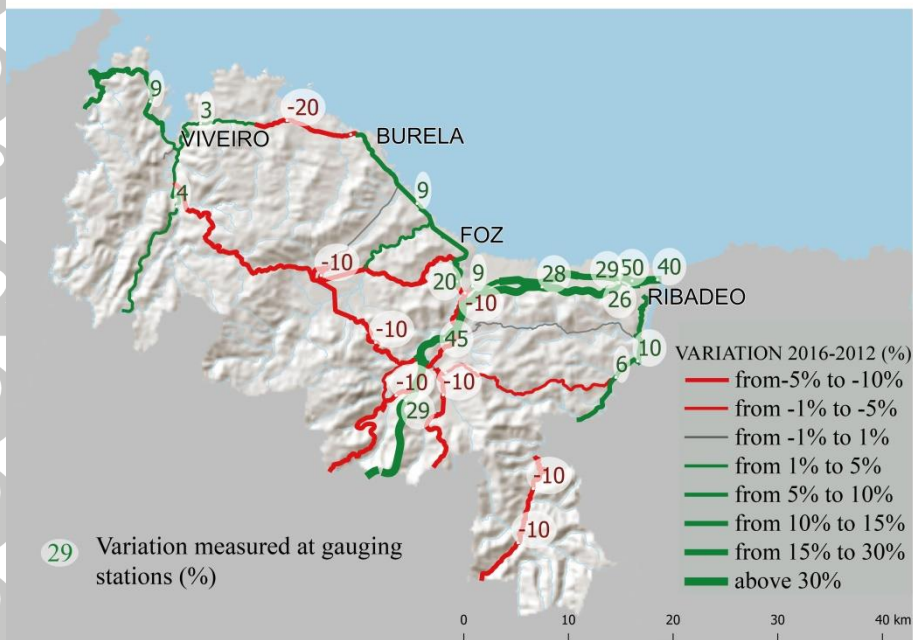 9
3
-20
VIVEIRO
BURELA
4
9
FOZ
-10
20
9
28
29
50
40
-10
26
RIBADEO
-10
45
10
6
-10
-10
29
-10
-10
VARIATION 2016-2012 (%)
from-5% to -10%
from -1% to -5%
from -1% to 1%
from 1% to 5%
from 5% to 10%
from 10% to 15%
from 15% to 30%
above 30%
29 Variation measured at gauging
stations (%)
0 10 20 30 40 km